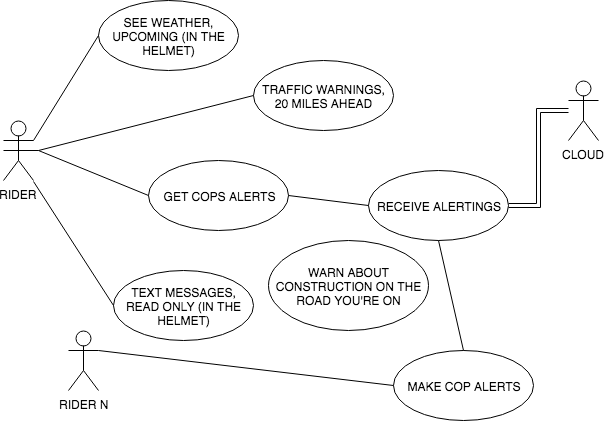 SEE WEATHER,
UPCOMING (IN THE
HELMET)
TRAFFIC WARNINGS,
20 MILES AHEAD
CLOUD
RIDER
GET COPS ALERTS
RECEIVE ALERTINGS
WARN ABOUT
CONSTRUCTION ON THE
ROAD YOU'RE ON
TEXT MESSAGES,
READ ONLY (IN THE
HELMET)
RIDER N
MAKE COP ALERTS